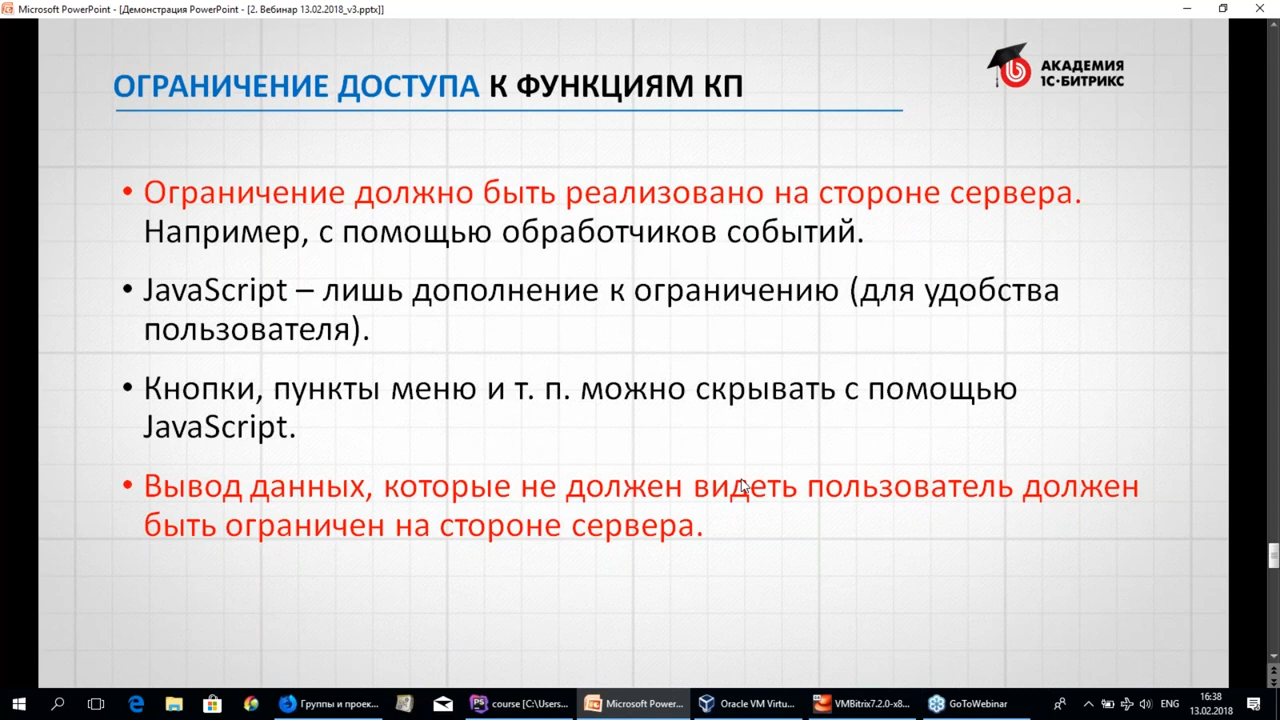 Microsoft PowerPoint - [Демонстрация PowerPoint - [2. Вебинар 13.02.2018_v3.pptx]]
АКАДЕМИЯ
1С-БИТРИКС
ОГРАНИЧЕНИЕ ДОСТУПА К ФУНКЦИЯМ КП
• Ограничение должно быть реализовано на стороне сервера.
Например, с помощью обработчиков событий.
• JavaScript – лишь дополнение к ограничению (для удобства
пользователя).
• Кнопки, пункты меню и т. п. можно скрывать с помощью
JavaScript.
• Вывод данных, которые не должен видеть пользователь должен
быть ограничен на стороне сервера.
Группы и проек...
course [C:\Users...
Microsoft PowerP...
Oracle VM Virtu...
VMBitrix7.2.0-x8...
GoToWebinar
ENG
16:38
13.02.2018